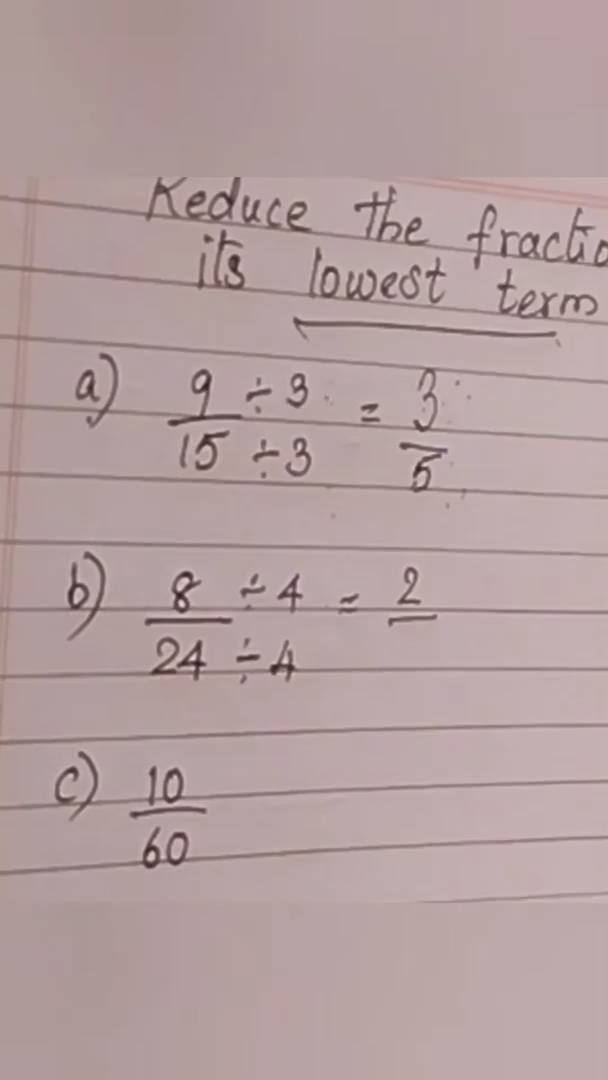 Reduce the fractio
its lowest term
a) 9 ÷ 3 = 3
15 ÷ 3 5
b) 8 ÷ 4 = 2
24 ÷ 4
c) 10
60